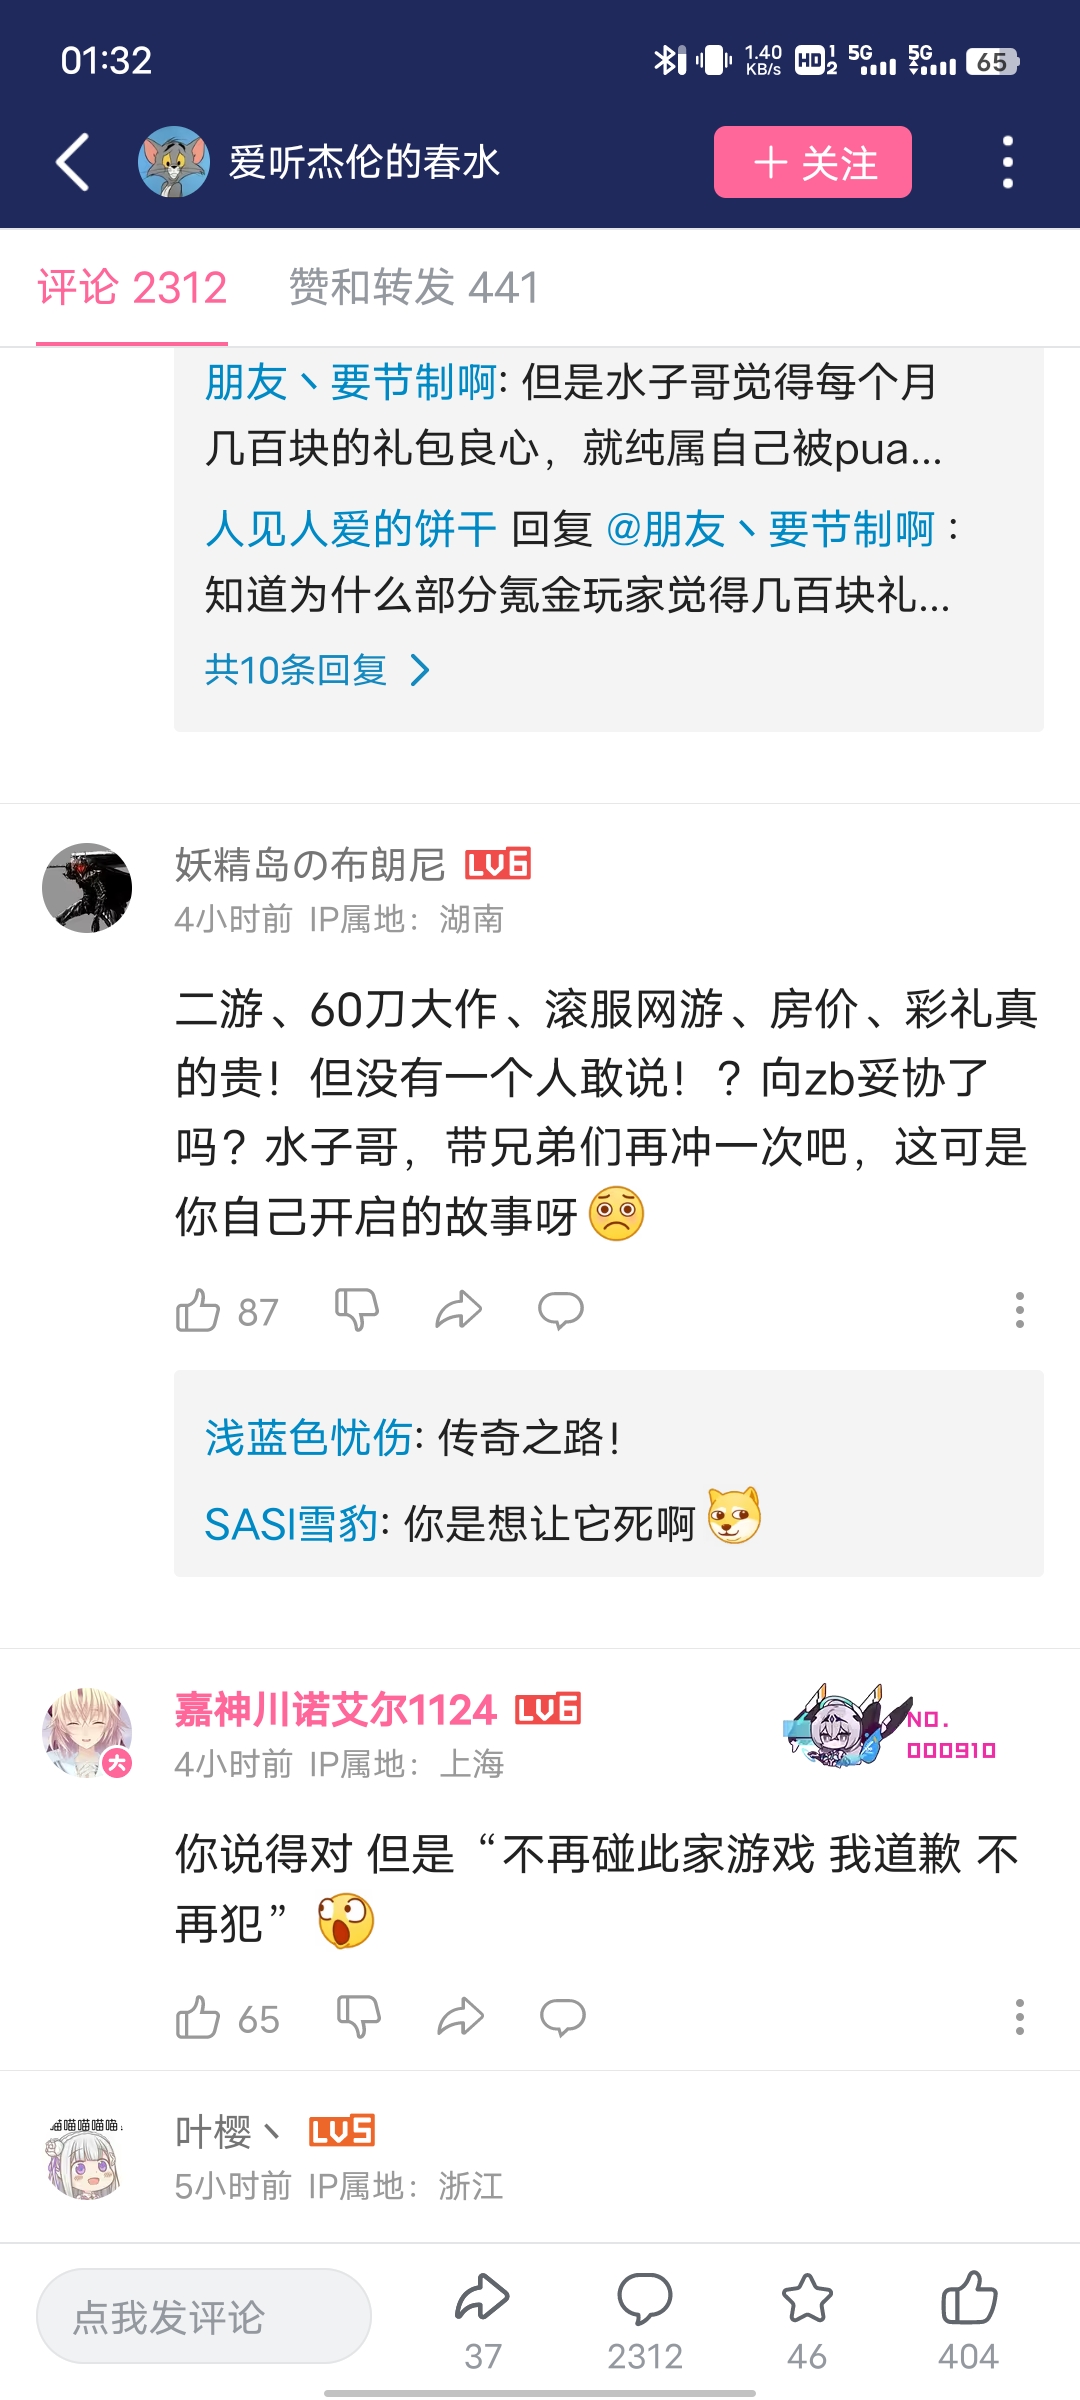 01:32
1.40 KB/s HD 1 2 5G 5G 65
爱听杰伦的春水 + 关注
评论 2312 赞和转发 441
朋友丶要节制啊: 但是水子哥觉得每个月
几百块的礼包良心，就纯属自己被pua...
人见人爱的饼干 回复 @朋友丶要节制啊 :
知道为什么部分氪金玩家觉得几百块礼...
共10条回复
妖精岛の布朗尼 LV6
4小时前 IP属地：湖南
二游、60刀大作、滚服网游、房价、彩礼真
的贵！但没有一个人敢说！？向zb妥协了
吗？水子哥，带兄弟们再冲一次吧，这可是
你自己开启的故事呀
87
浅蓝色忧伤: 传奇之路！
SASI雪豹: 你是想让它死啊
嘉神川诺艾尔1124 LV6
NO.
000910
4小时前 IP属地：上海
大
你说得对 但是“不再碰此家游戏 我道歉 不
再犯”
65
叶樱丶 LV5
5小时前 IP属地：浙江
点我发评论
37 2312 46 404